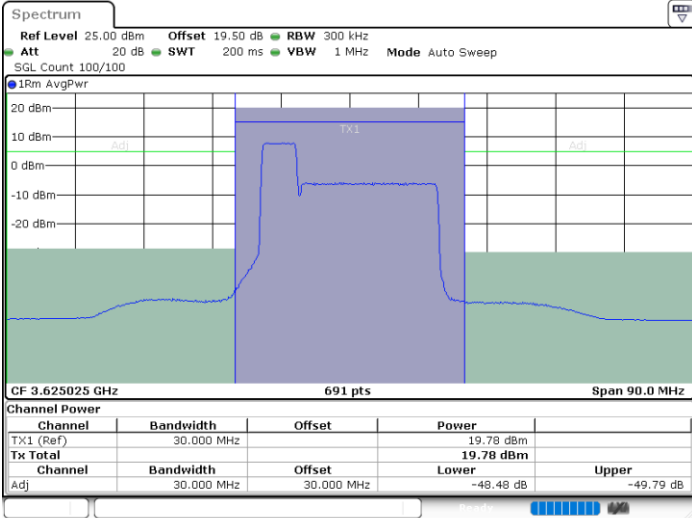 Spectrum
Ref Level 25.00 dBm Offset 19.50 dB RBW 300 kHz
Att 20 dB SWT 200 ms VBW 1 MHz Mode Auto Sweep
SGL Count 100/100
1Rm AvgPwr
20 dBm
TX1
10 dBm
Adj Adj
0 dBm
-10 dBm
-20 dBm
CF 3.625025 GHz 691 pts Span 90.0 MHz
Channel Power
Channel Bandwidth Offset Power
TX1 (Ref) 30.000 MHz 19.78 dBm
Tx Total 19.78 dBm
Channel Bandwidth Offset Lower Upper
Adj 30.000 MHz 30.000 MHz -48.48 dB -49.79 dB
Ready